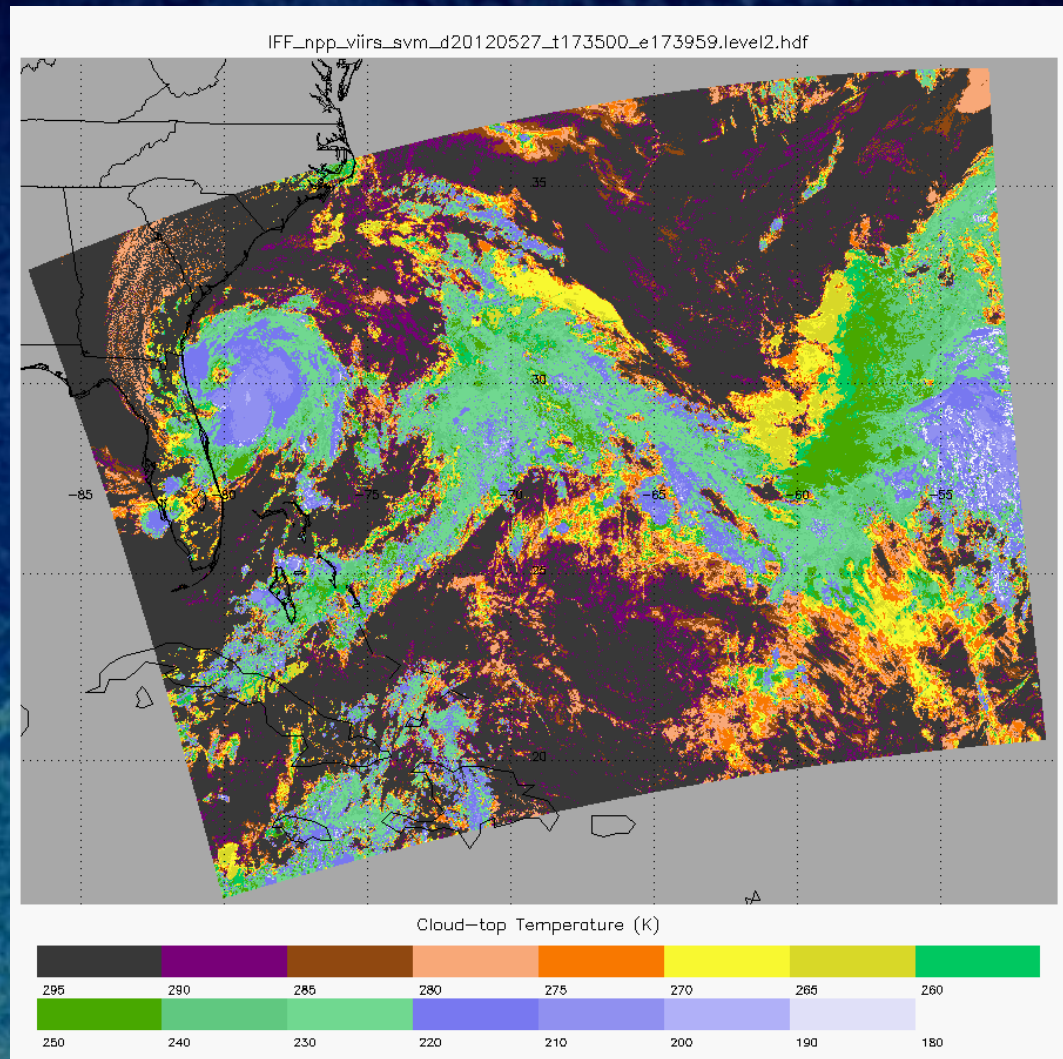 IFF_npp_viirs_svm_d20120527_t173500_e173959.level2.hdf
35
30
-85 -80 -75 -70 -65 -60 -55
25
20
Cloud-top Temperature (K)
295 290 285 280 275 270 265 260
250 240 230 220 210 200 190 180